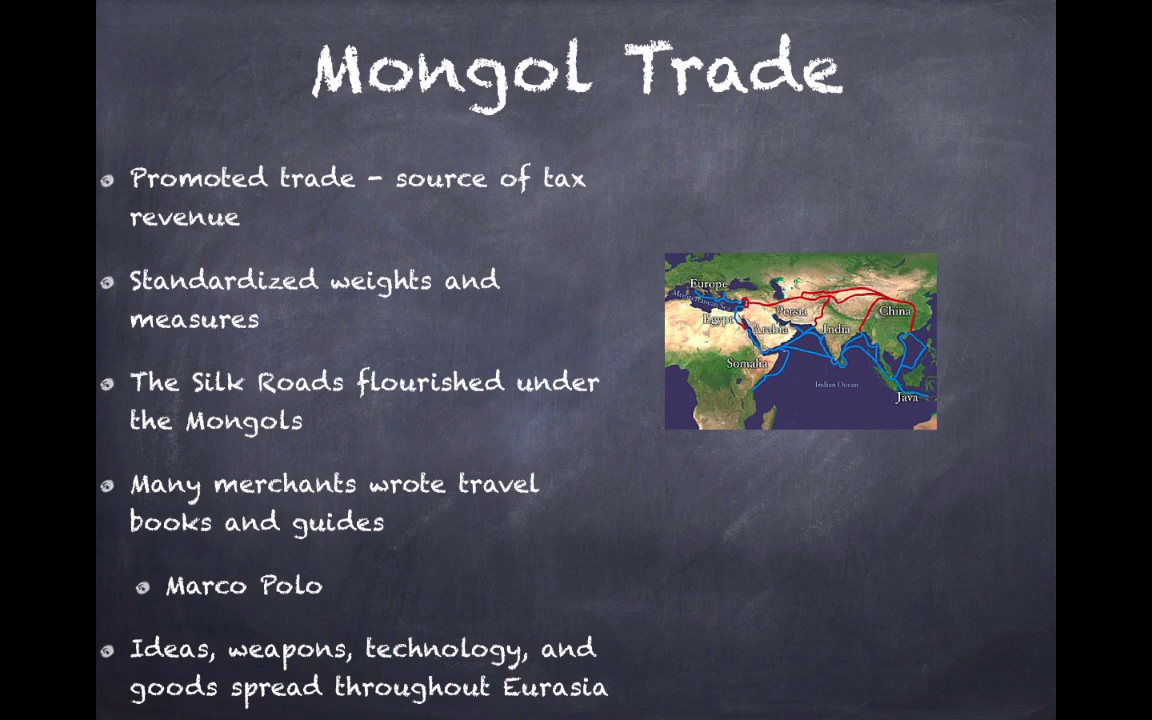 Mongol Trade
Promoted trade - source of tax
revenue
Standardized weights and
measures
The Silk Roads flourished under
the Mongols
Many merchants wrote travel
books and guides
Marco Polo
Ideas, weapons, technology, and
goods spread throughout Eurasia
Europe
Mediterranean Sea
Egypt
Arabia
Persia
India
China
Somalia
Indian Ocean
Java